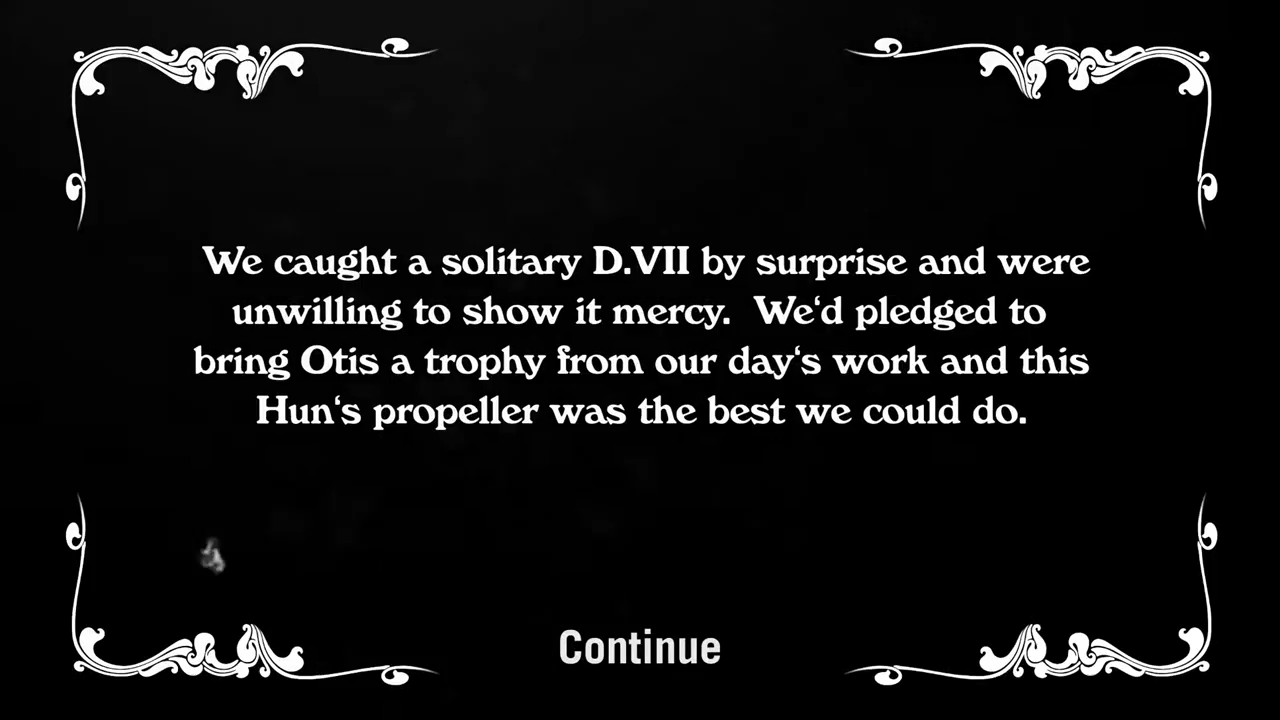 We caught a solitary D.VII by surprise and were
unwilling to show it mercy.  We‘d pledged to
bring Otis a trophy from our day‘s work and this
Hun‘s propeller was the best we could do.
Continue